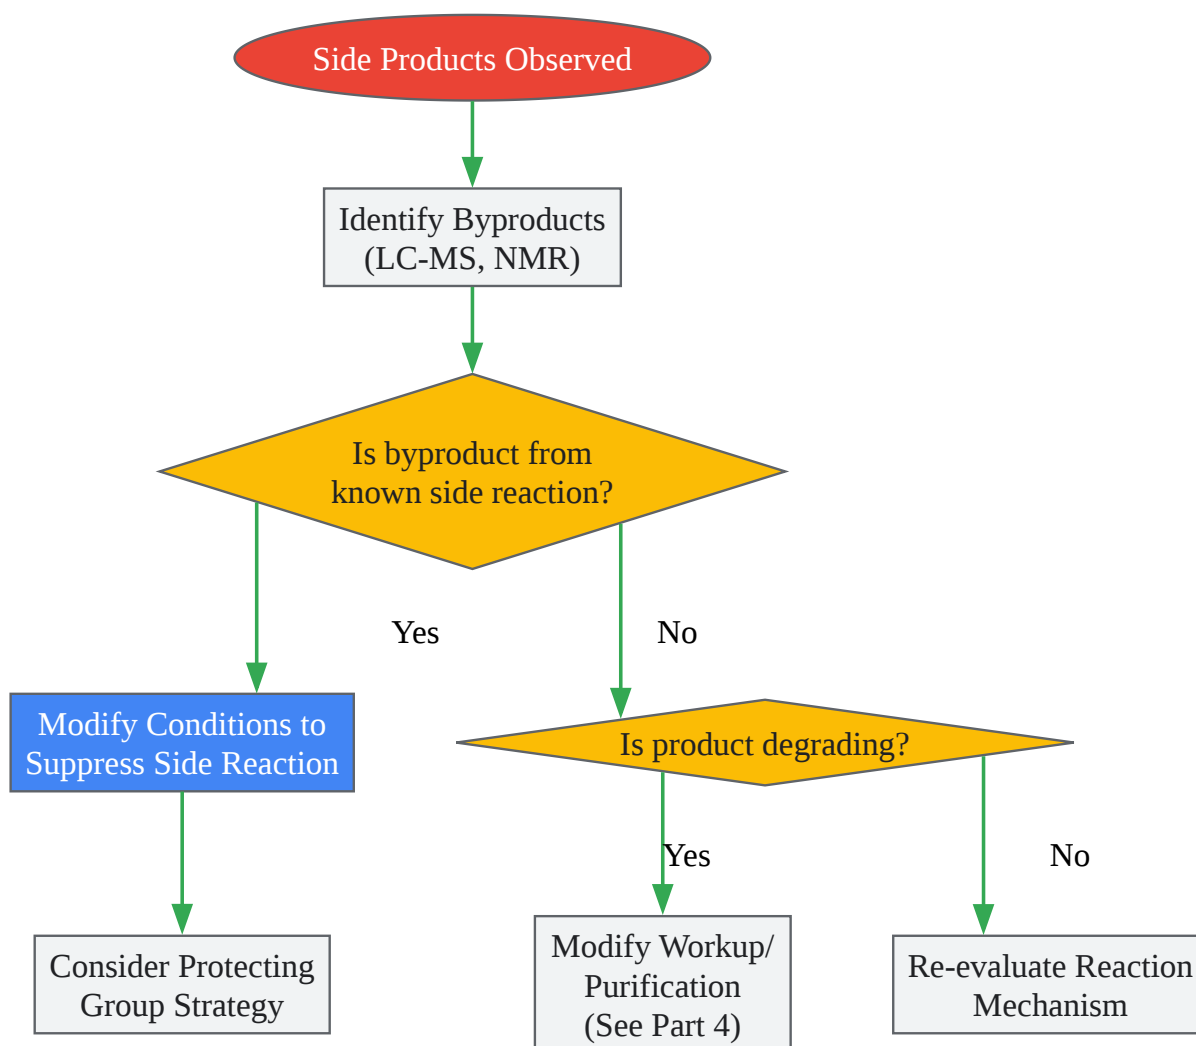 Side Products Observed
Identify Byproducts
(LC-MS, NMR)
Is byproduct from
known side reaction?
Yes
No
Modify Conditions to
Suppress Side Reaction
Is product degrading?
Yes
No
Consider Protecting
Group Strategy
Modify Workup/
Purification
(See Part 4)
Re-evaluate Reaction
Mechanism